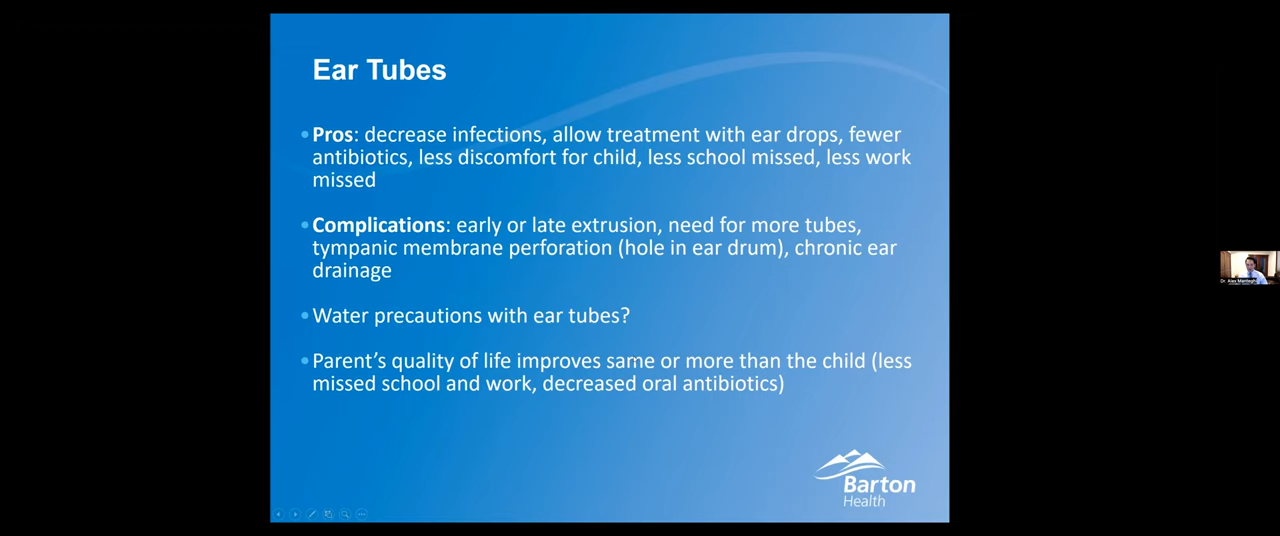 Ear Tubes
Pros: decrease infections, allow treatment with ear drops, fewer
antibiotics, less discomfort for child, less school missed, less work
missed
Complications: early or late extrusion, need for more tubes,
tympanic membrane perforation (hole in ear drum), chronic ear
drainage
Water precautions with ear tubes?
Parent's quality of life improves same or more than the child (less
missed school and work, decreased oral antibiotics)
Barton
Health
Dr. Alex